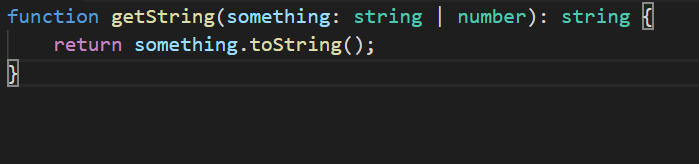 function getString(something: string | number): string {
    return something.toString();
}